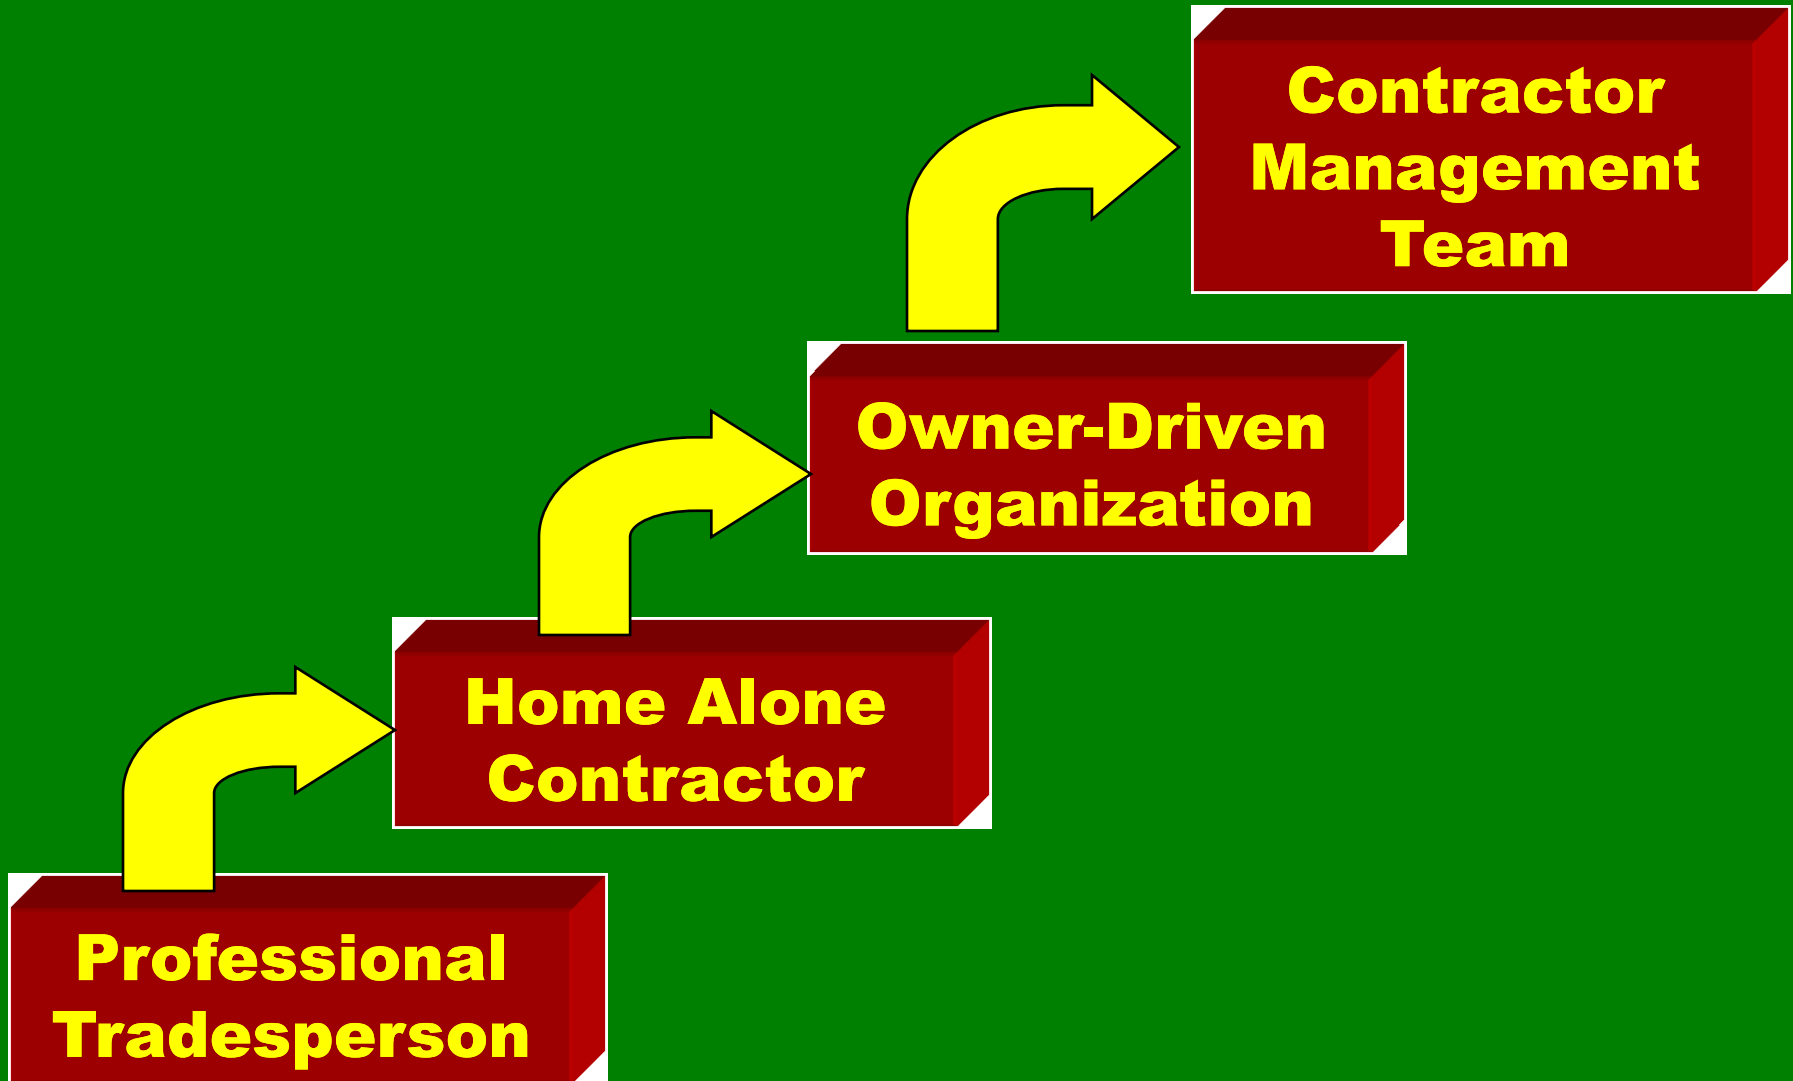 Contractor
Management
Team
Owner-Driven
Organization
Home Alone
Contractor
Professional
Tradesperson